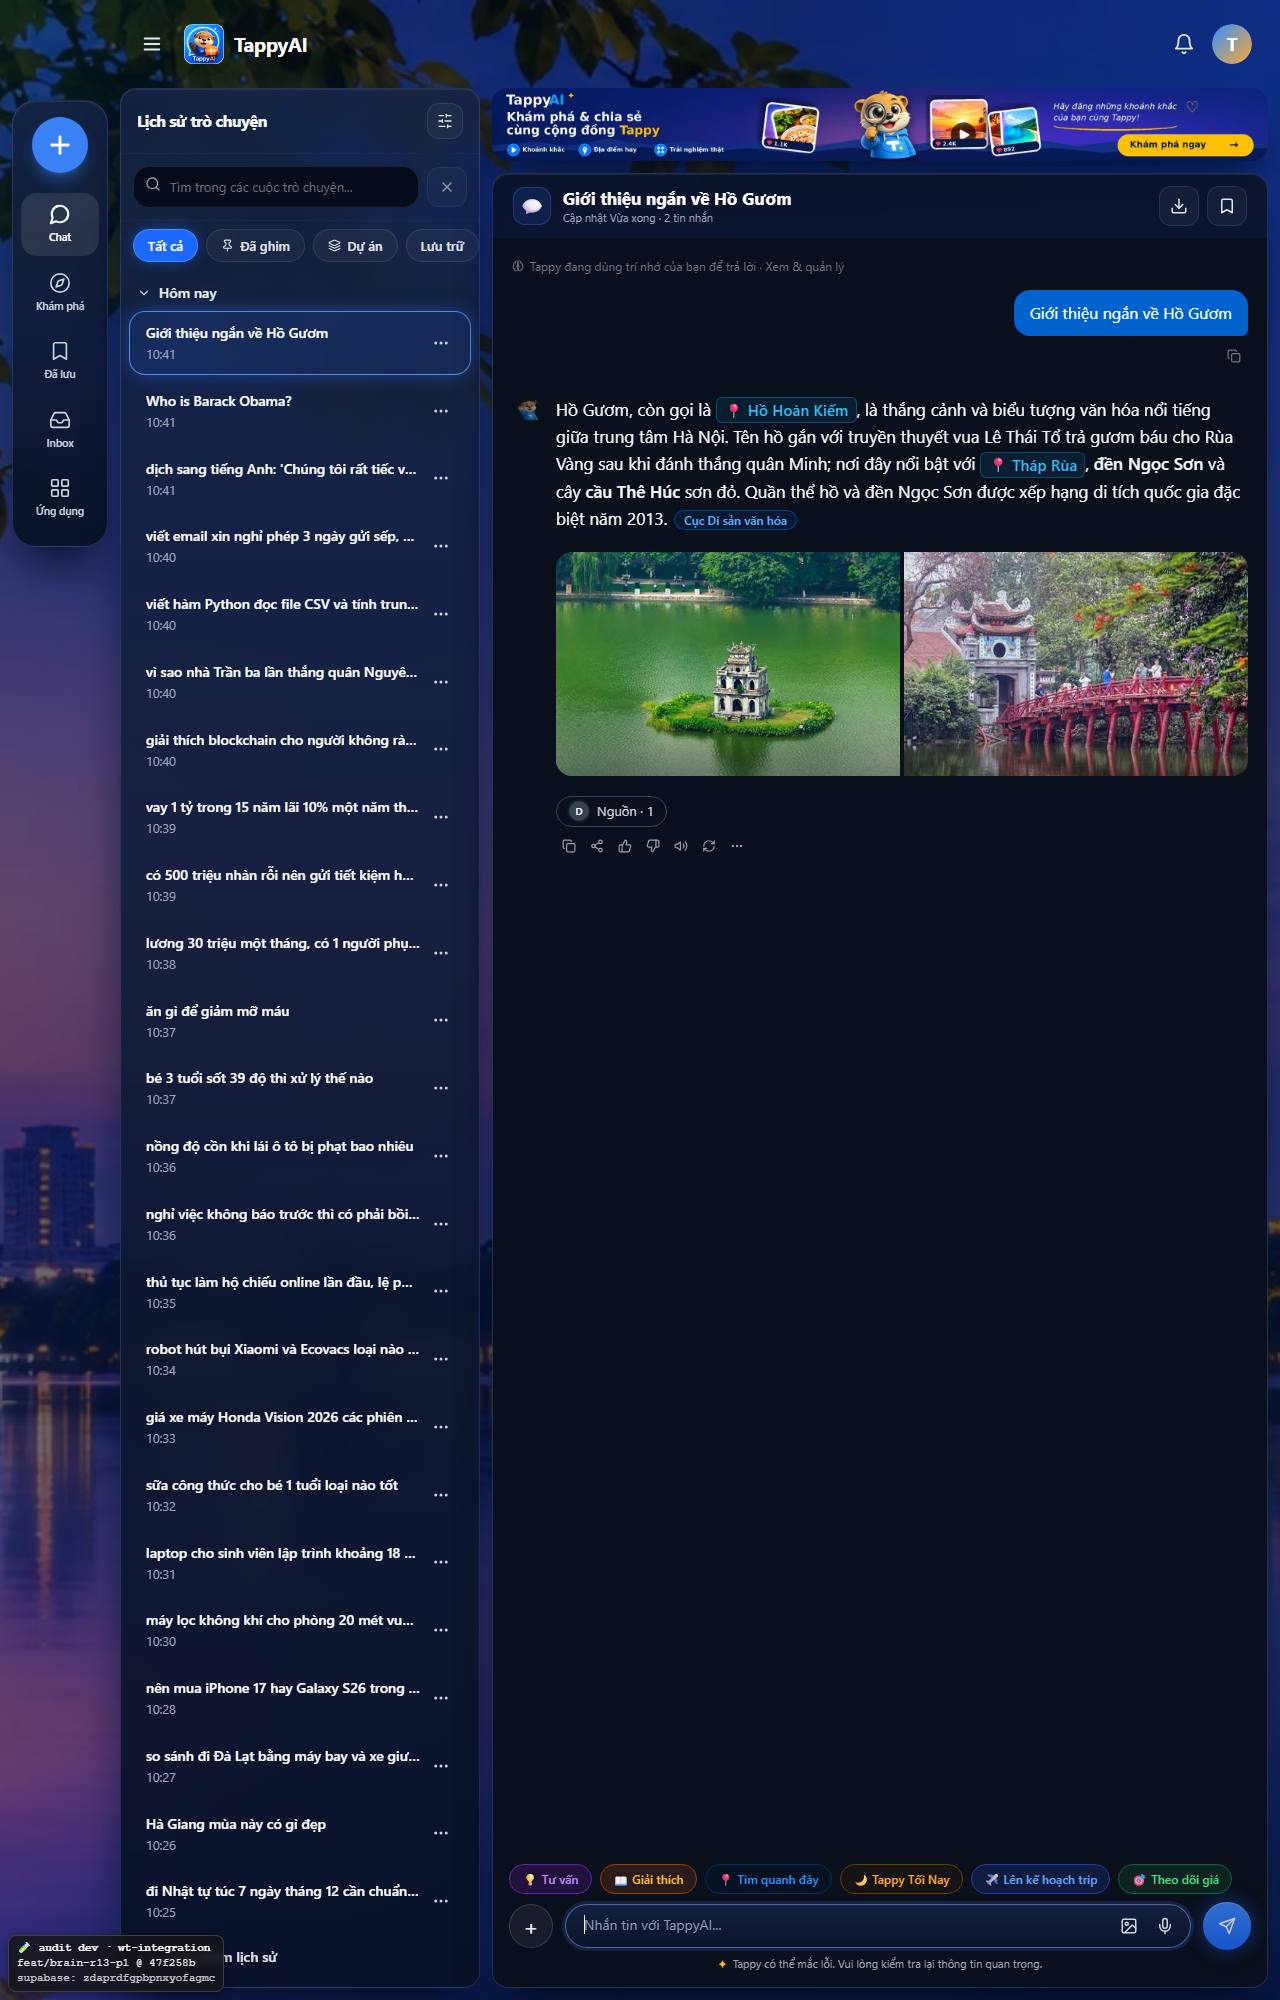 TappyAI
T
TappyAI
Khám phá & chia sẻ
cùng cộng đồng Tappy
Khoảnh khắc
Địa điểm hay
Trải nghiệm thật
1.1K
2.4K
892
Hãy đăng những khoảnh khắc
của bạn cùng Tappy!
Khám phá ngay →
Chat
Khám phá
Đã lưu
Inbox
Ứng dụng
Lịch sử trò chuyện
Tìm trong các cuộc trò chuyện...
Tất cả
Đã ghim
Dự án
Lưu trữ
Hôm nay
Giới thiệu ngắn về Hồ Gươm
10:41
Who is Barack Obama?
10:41
dịch sang tiếng Anh: 'Chúng tôi rất tiếc v...
10:41
viết email xin nghỉ phép 3 ngày gửi sếp, ...
10:40
viết hàm Python đọc file CSV và tính trun...
10:40
vì sao nhà Trần ba lần thắng quân Nguyê...
10:40
giải thích blockchain cho người không rà...
10:40
vay 1 tỷ trong 15 năm lãi 10% một năm th...
10:39
có 500 triệu nhàn rỗi nên gửi tiết kiệm h...
10:39
lương 30 triệu một tháng, có 1 người phụ...
10:38
ăn gì để giảm mỡ máu
10:37
bé 3 tuổi sốt 39 độ thì xử lý thế nào
10:37
nồng độ cồn khi lái ô tô bị phạt bao nhiêu
10:36
nghỉ việc không báo trước thì có phải bồi...
10:36
thủ tục làm hộ chiếu online lần đầu, lệ p...
10:35
robot hút bụi Xiaomi và Ecovacs loại nào ...
10:34
giá xe máy Honda Vision 2026 các phiên ...
10:33
sữa công thức cho bé 1 tuổi loại nào tốt
10:32
laptop cho sinh viên lập trình khoảng 18 ...
10:31
máy lọc không khí cho phòng 20 mét vu...
10:30
nên mua iPhone 17 hay Galaxy S26 trong ...
10:28
so sánh đi Đà Lạt bằng máy bay và xe giư...
10:27
Hà Giang mùa này có gì đẹp
10:26
đi Nhật tự túc 7 ngày tháng 12 cần chuẩn...
10:25
lịch sử
audit dev · wt-integration
feat/brain-r13-p1 @ 47f258b
supabase: zdaprdfgpbpnxyofagmc
Giới thiệu ngắn về Hồ Gươm
Cập nhật Vừa xong · 2 tin nhắn
Tappy đang dùng trí nhớ của bạn để trả lời · Xem & quản lý
Giới thiệu ngắn về Hồ Gươm
Hồ Gươm, còn gọi là Hồ Hoàn Kiếm, là thắng cảnh và biểu tượng văn hóa nổi tiếng
giữa trung tâm Hà Nội. Tên hồ gắn với truyền thuyết vua Lê Thái Tổ trả gươm báu cho Rùa
Vàng sau khi đánh thắng quân Minh; nơi đây nổi bật với Tháp Rùa, đền Ngọc Sơn và
cây cầu Thê Húc sơn đỏ. Quần thể hồ và đền Ngọc Sơn được xếp hạng di tích quốc gia đặc
biệt năm 2013. Cục Di sản văn hóa
D Nguồn · 1
Tư vấn
Giải thích
Tìm quanh đây
Tappy Tối Nay
Lên kế hoạch trip
Theo dõi giá
Nhắn tin với TappyAI...
Tappy có thể mắc lỗi. Vui lòng kiểm tra lại thông tin quan trọng.